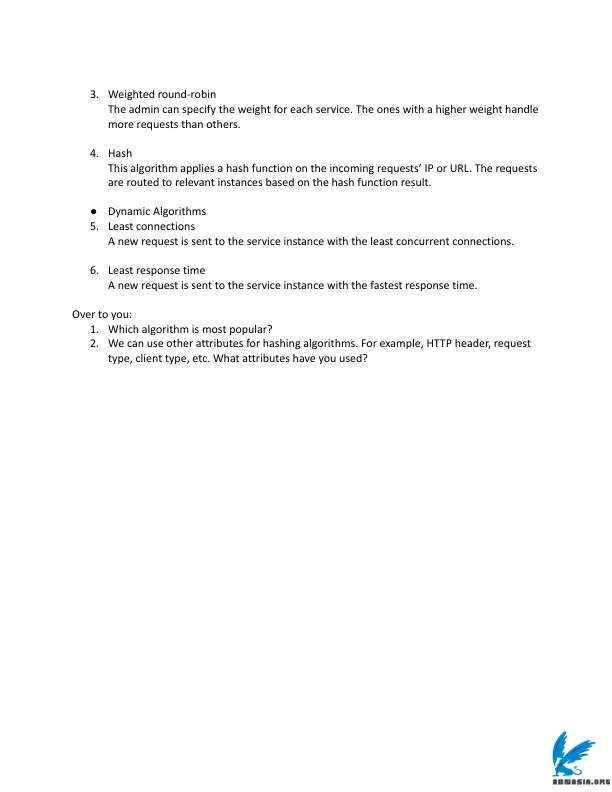 3. Weighted round-robin
The admin can specify the weight for each service. The ones with a higher weight handle
more requests than others.
4. Hash
This algorithm applies a hash function on the incoming requests’ IP or URL. The requests
are routed to relevant instances based on the hash function result.
● Dynamic Algorithms
5. Least connections
A new request is sent to the service instance with the least concurrent connections.
6. Least response time
A new request is sent to the service instance with the fastest response time.
Over to you:
1. Which algorithm is most popular?
2. We can use other attributes for hashing algorithms. For example, HTTP header, request
type, client type, etc. What attributes have you used?
ABNASIA.ORG